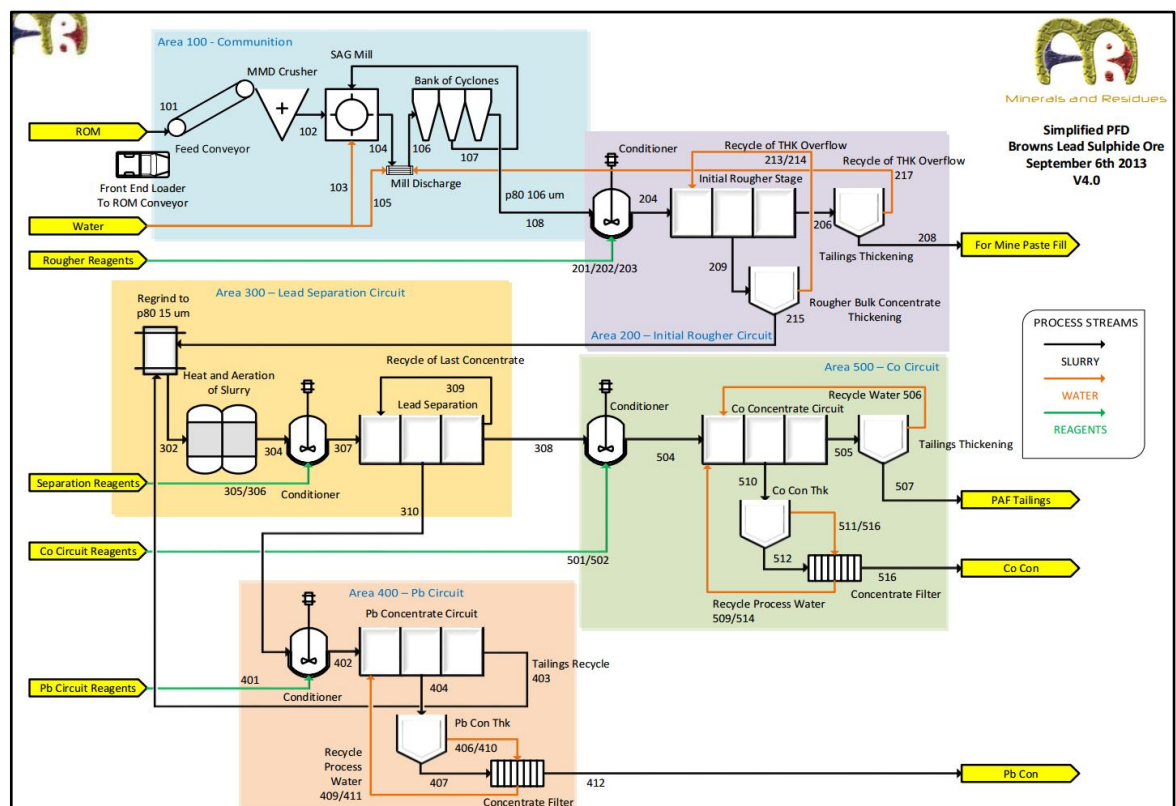 Area 100 - Communition
SAG Mill
MMD Crusher
Bank of Cyclones
101
102
104
106
107
ROM
Feed Conveyor
Front End Loader
To ROM Conveyor
103
Mill Discharge
105
p80 106 um
108
Water
Rougher Reagents
Minerals and Residues
Simplified PFD
Browns Lead Sulphide Ore
September 6th 2013
V4.0
Conditioner
Recycle of THK Overflow
213/214
Recycle of THK Overflow
217
Initial Rougher Stage
204
206
208
For Mine Paste Fill
Tailings Thickening
201/202/203
209
Rougher Bulk Concentrate
Thickening
215
Area 200 – Initial Rougher Circuit
Area 300 – Lead Separation Circuit
Regrind to
p80 15 um
Recycle of Last Concentrate
309
Heat and Aeration
of Slurry
Lead Separation
302
304
307
308
Separation Reagents
305/306
Conditioner
310
Co Circuit Reagents
Area 500 – Co Circuit
Conditioner
Recycle Water 506
Co Concentrate Circuit
504
505
Tailings Thickening
507
PAF Tailings
510
Co Con Thk
511/516
512
516
Co Con
501/502
Recycle Process Water
509/514
Concentrate Filter
PROCESS STREAMS
SLURRY
WATER
REAGENTS
Area 400 – Pb Circuit
Pb Concentrate Circuit
402
Tailings Recycle
403
404
Pb Circuit Reagents
401
Conditioner
Pb Con Thk
406/410
Recycle
Process
Water
409/411
407
412
Concentrate Filter
Pb Con